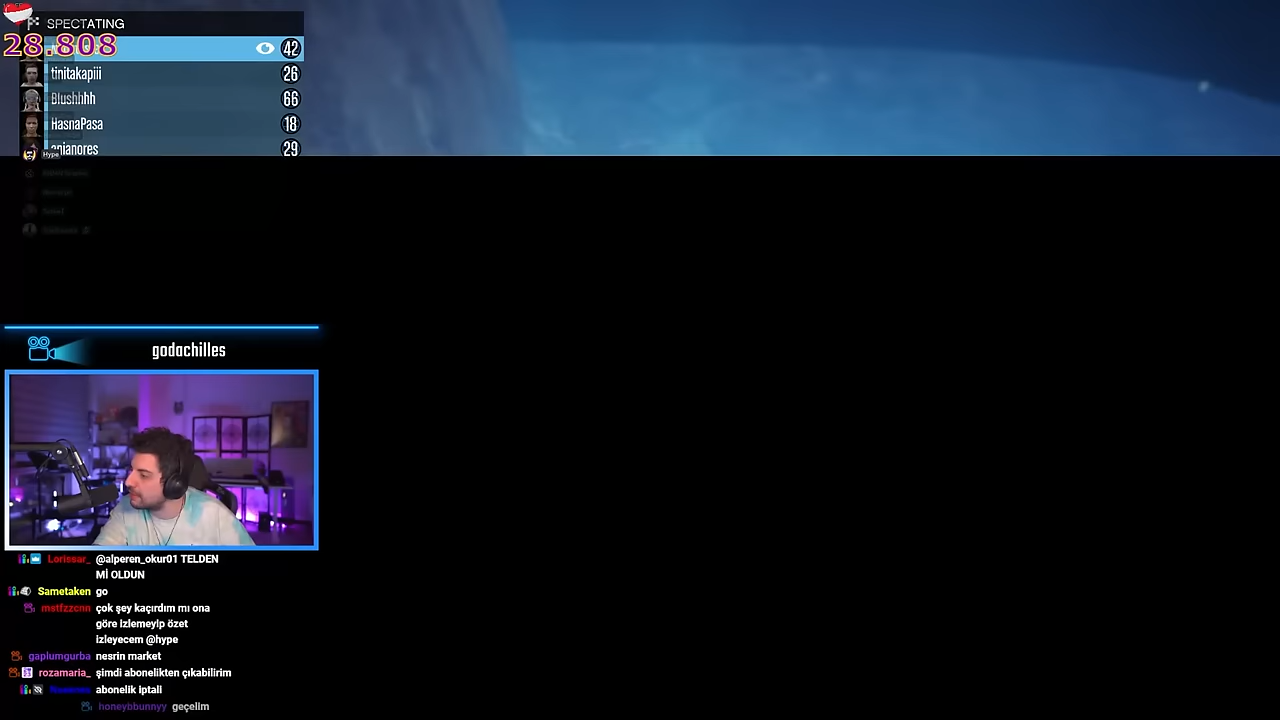 SPECTATING
28.808
42
tinitakapiii
26
Blushhhh
66
HasnaPasa
18
anianores
29
Hype
godachilles
Lorissar_ @alperen_okur01 TELDEN
Mİ OLDUN
Sametaken go
mstfzzcnn çok şey kaçırdım mı ona
göre izlemeyip özet
izleyecem @hype
gaplumgurba nesrin market
rozamaria_ şimdi abonelikten çıkabilirim
abonelik iptali
honeybbunnyy geçelim